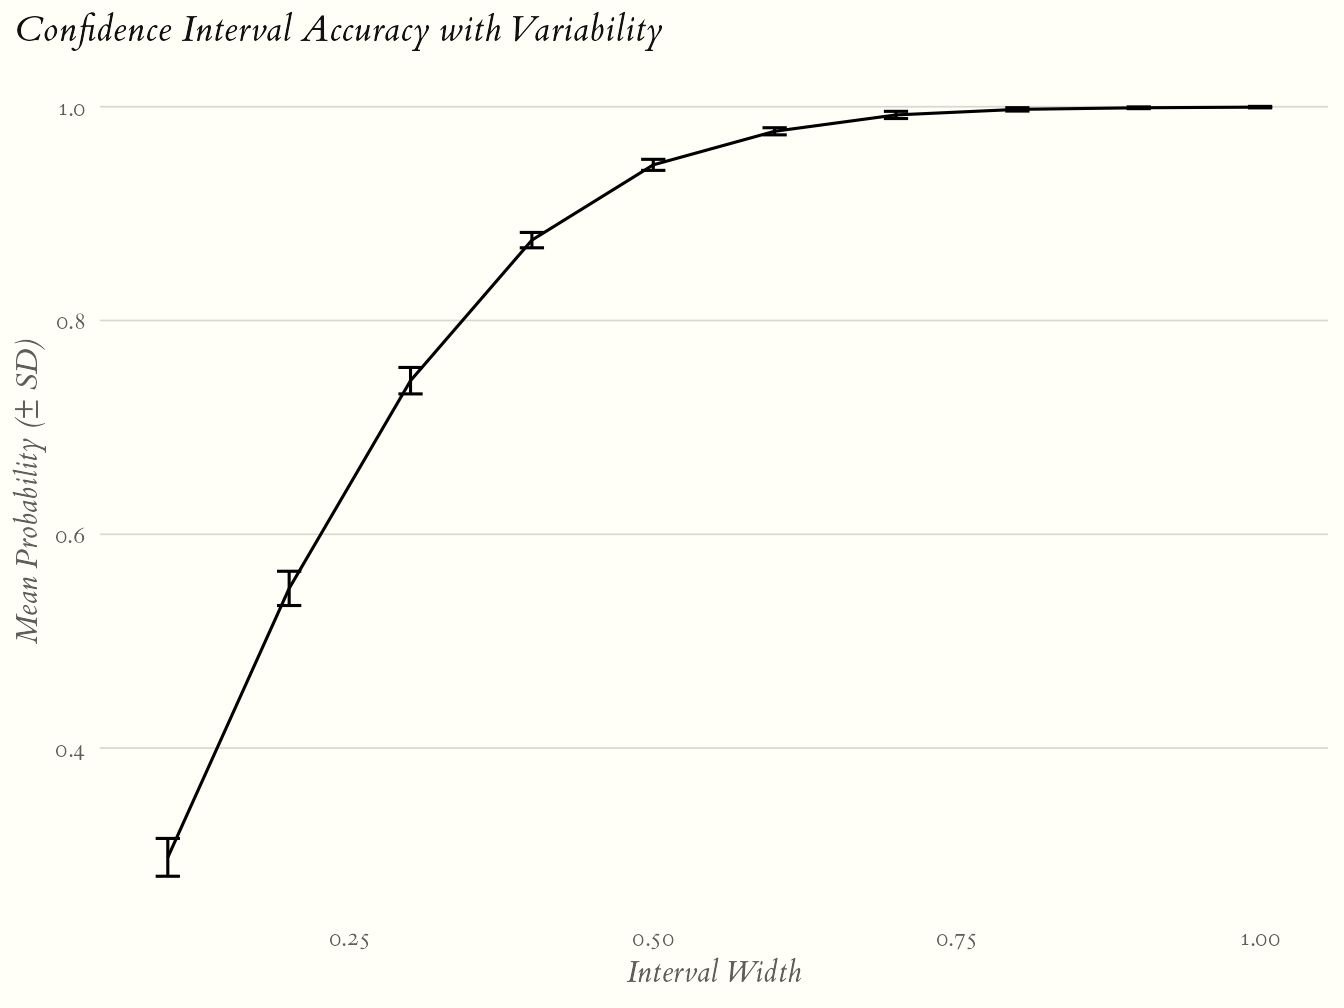 Confidence Interval Accuracy with Variability
Mean Probability (± SD)
1.0
0.8
0.6
0.4
0.25 0.50 0.75 1.00
Interval Width